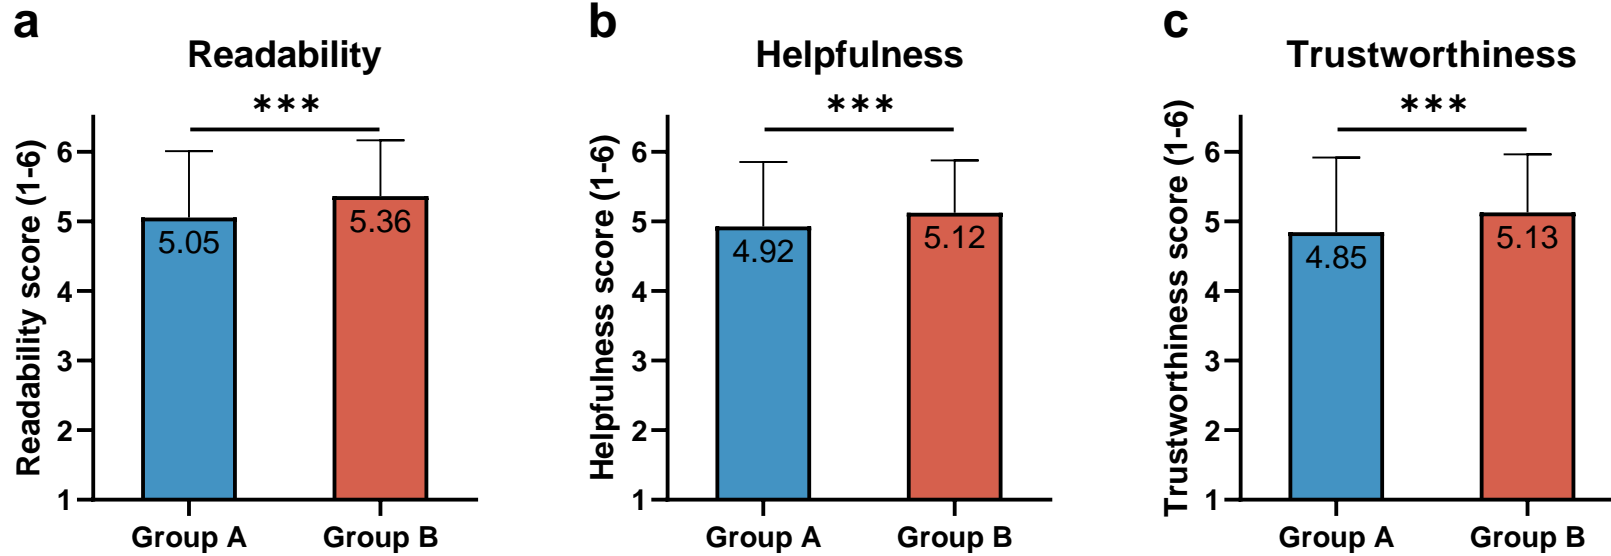 a
Readability
***
Readability score (1-6)
6
5
4
3
2
1
5.05
5.36
Group A
Group B
b
Helpfulness
***
Helpfulness score (1-6)
6
5
4
3
2
1
4.92
5.12
Group A
Group B
c
Trustworthiness
***
Trustworthiness score (1-6)
6
5
4
3
2
1
4.85
5.13
Group A
Group B